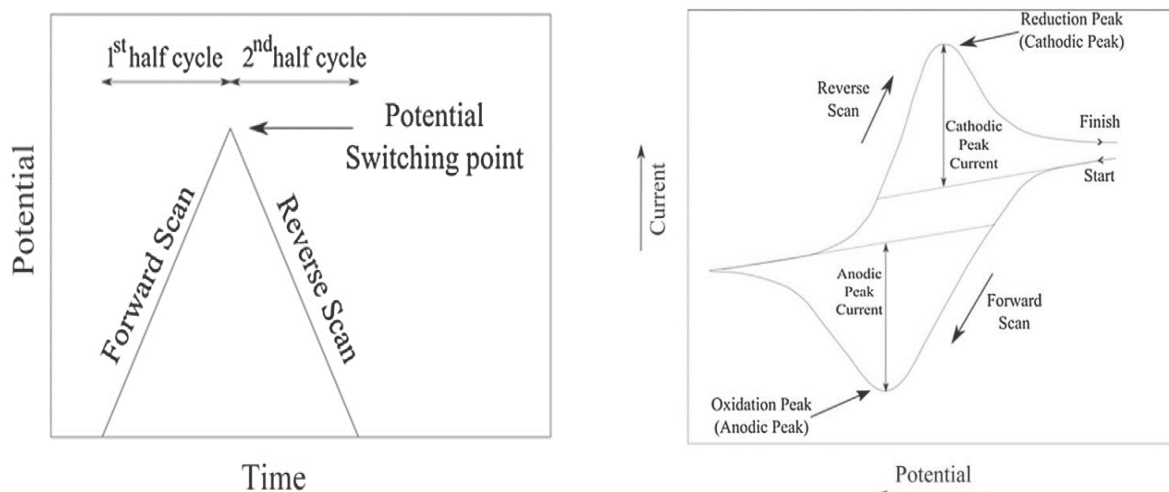 1st half cycle
2nd half cycle
Potential
Switching point
Forward Scan
Reverse Scan
Potential
Time
Reduction Peak
(Cathodic Peak)
Reverse
Scan
Cathodic
Peak
Current
Finish
Start
Current
Anodic
Peak
Current
Forward
Scan
Oxidation Peak
(Anodic Peak)
Potential